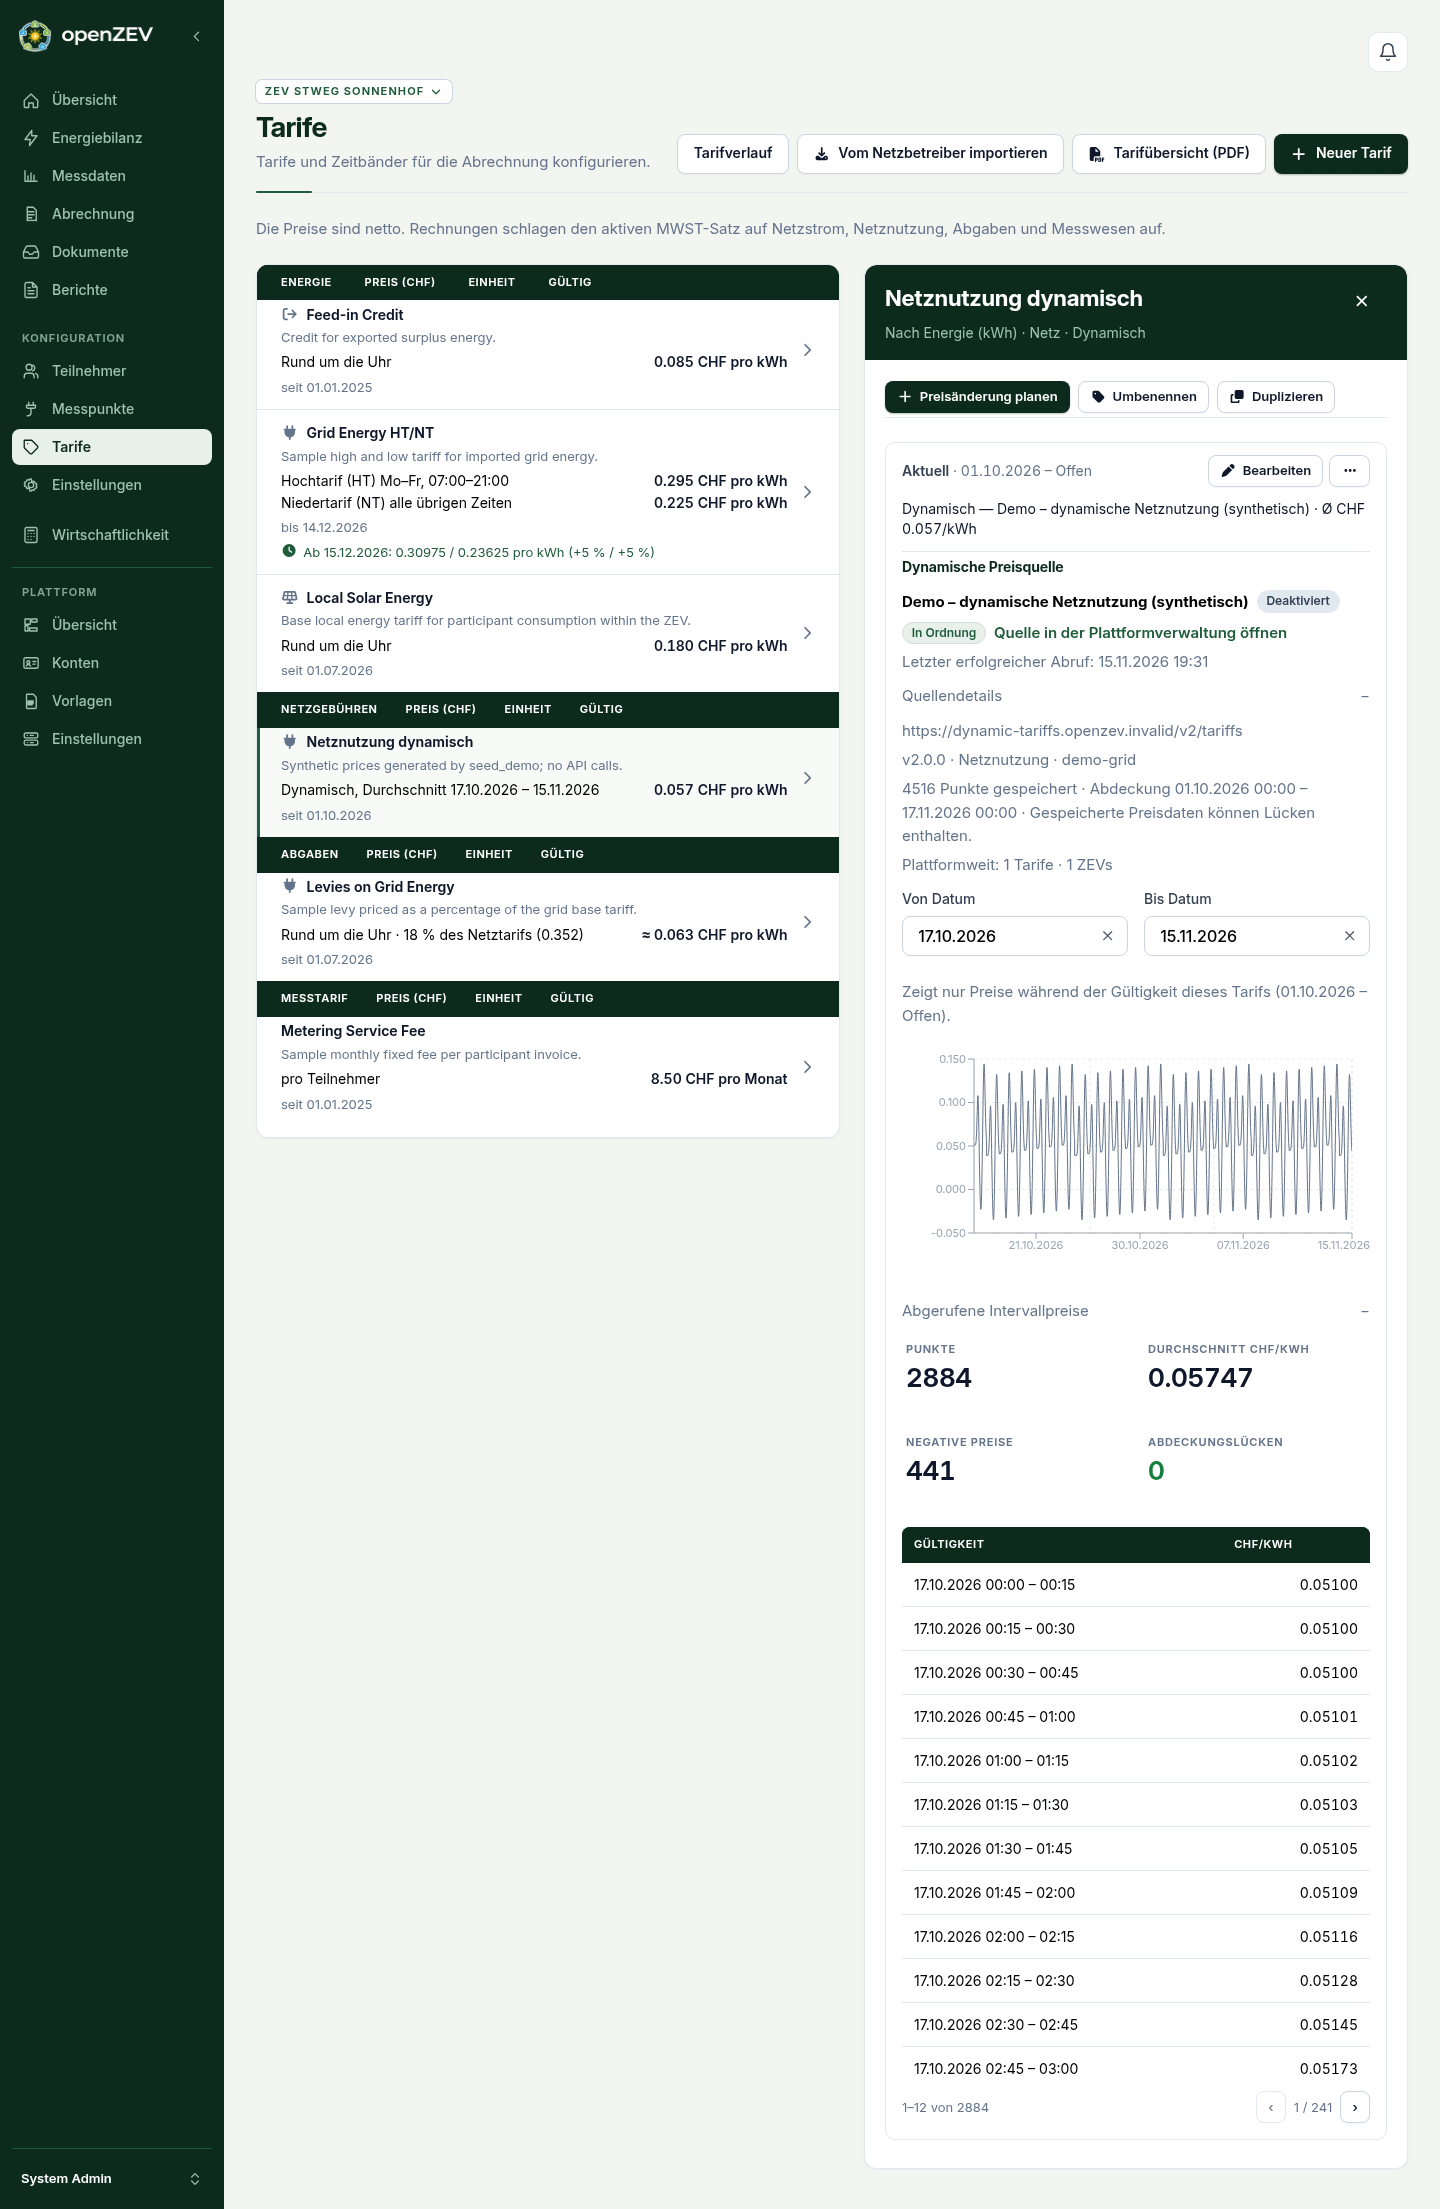 openZEV
Übersicht
Energiebilanz
Messdaten
Abrechnung
Dokumente
Berichte
KONFIGURATION
Teilnehmer
Messpunkte
Tarife
Einstellungen
Wirtschaftlichkeit
PLATTFORM
Übersicht
Konten
Vorlagen
Einstellungen
System Admin
ZEV STWEG SONNENHOF
Tarife
Tarife und Zeitbänder für die Abrechnung konfigurieren.
Tarifverlauf
Vom Netzbetreiber importieren
Tarifübersicht (PDF)
Neuer Tarif
Die Preise sind netto. Rechnungen schlagen den aktiven MWST-Satz auf Netzstrom, Netznutzung, Abgaben und Messwesen auf.
ENERGIE PREIS (CHF) EINHEIT GÜLTIG
Feed-in Credit
Credit for exported surplus energy.
Rund um die Uhr 0.085 CHF pro kWh
seit 01.01.2025
Grid Energy HT/NT
Sample high and low tariff for imported grid energy.
Hochtarif (HT) Mo–Fr, 07:00–21:00 0.295 CHF pro kWh
Niedertarif (NT) alle übrigen Zeiten 0.225 CHF pro kWh
bis 14.12.2026
Ab 15.12.2026: 0.30975 / 0.23625 pro kWh (+5 % / +5 %)
Local Solar Energy
Base local energy tariff for participant consumption within the ZEV.
Rund um die Uhr 0.180 CHF pro kWh
seit 01.07.2026
NETZGEBÜHREN PREIS (CHF) EINHEIT GÜLTIG
Netznutzung dynamisch
Synthetic prices generated by seed_demo; no API calls.
Dynamisch, Durchschnitt 17.10.2026 – 15.11.2026 0.057 CHF pro kWh
seit 01.10.2026
ABGABEN PREIS (CHF) EINHEIT GÜLTIG
Levies on Grid Energy
Sample levy priced as a percentage of the grid base tariff.
Rund um die Uhr · 18 % des Netztarifs (0.352) ≈ 0.063 CHF pro kWh
seit 01.07.2026
MESSTARIF PREIS (CHF) EINHEIT GÜLTIG
Metering Service Fee
Sample monthly fixed fee per participant invoice.
pro Teilnehmer 8.50 CHF pro Monat
seit 01.01.2025
Netznutzung dynamisch
Nach Energie (kWh) · Netz · Dynamisch
Preisänderung planen
Umbenennen
Duplizieren
Aktuell · 01.10.2026 – Offen
Bearbeiten
Dynamisch — Demo – dynamische Netznutzung (synthetisch) · Ø CHF
0.057/kWh
Dynamische Preisquelle
Demo – dynamische Netznutzung (synthetisch) Deaktiviert
In Ordnung Quelle in der Plattformverwaltung öffnen
Letzter erfolgreicher Abruf: 15.11.2026 19:31
Quellendetails –
https://dynamic-tariffs.openzev.invalid/v2/tariffs
v2.0.0 · Netznutzung · demo-grid
4516 Punkte gespeichert · Abdeckung 01.10.2026 00:00 –
17.11.2026 00:00 · Gespeicherte Preisdaten können Lücken
enthalten.
Plattformweit: 1 Tarife · 1 ZEVs
Von Datum Bis Datum
17.10.2026 15.11.2026
Zeigt nur Preise während der Gültigkeit dieses Tarifs (01.10.2026 –
Offen).
0.150
0.100
0.050
0.000
-0.050
21.10.2026 30.10.2026 07.11.2026 15.11.2026
Abgerufene Intervallpreise –
PUNKTE DURCHSCHNITT CHF/KWH
2884 0.05747
NEGATIVE PREISE ABDECKUNGSLÜCKEN
441 0
GÜLTIGKEIT CHF/KWH
17.10.2026 00:00 – 00:15 0.05100
17.10.2026 00:15 – 00:30 0.05100
17.10.2026 00:30 – 00:45 0.05100
17.10.2026 00:45 – 01:00 0.05101
17.10.2026 01:00 – 01:15 0.05102
17.10.2026 01:15 – 01:30 0.05103
17.10.2026 01:30 – 01:45 0.05105
17.10.2026 01:45 – 02:00 0.05109
17.10.2026 02:00 – 02:15 0.05116
17.10.2026 02:15 – 02:30 0.05128
17.10.2026 02:30 – 02:45 0.05145
17.10.2026 02:45 – 03:00 0.05173
1–12 von 2884 ‹ 1 / 241 ›